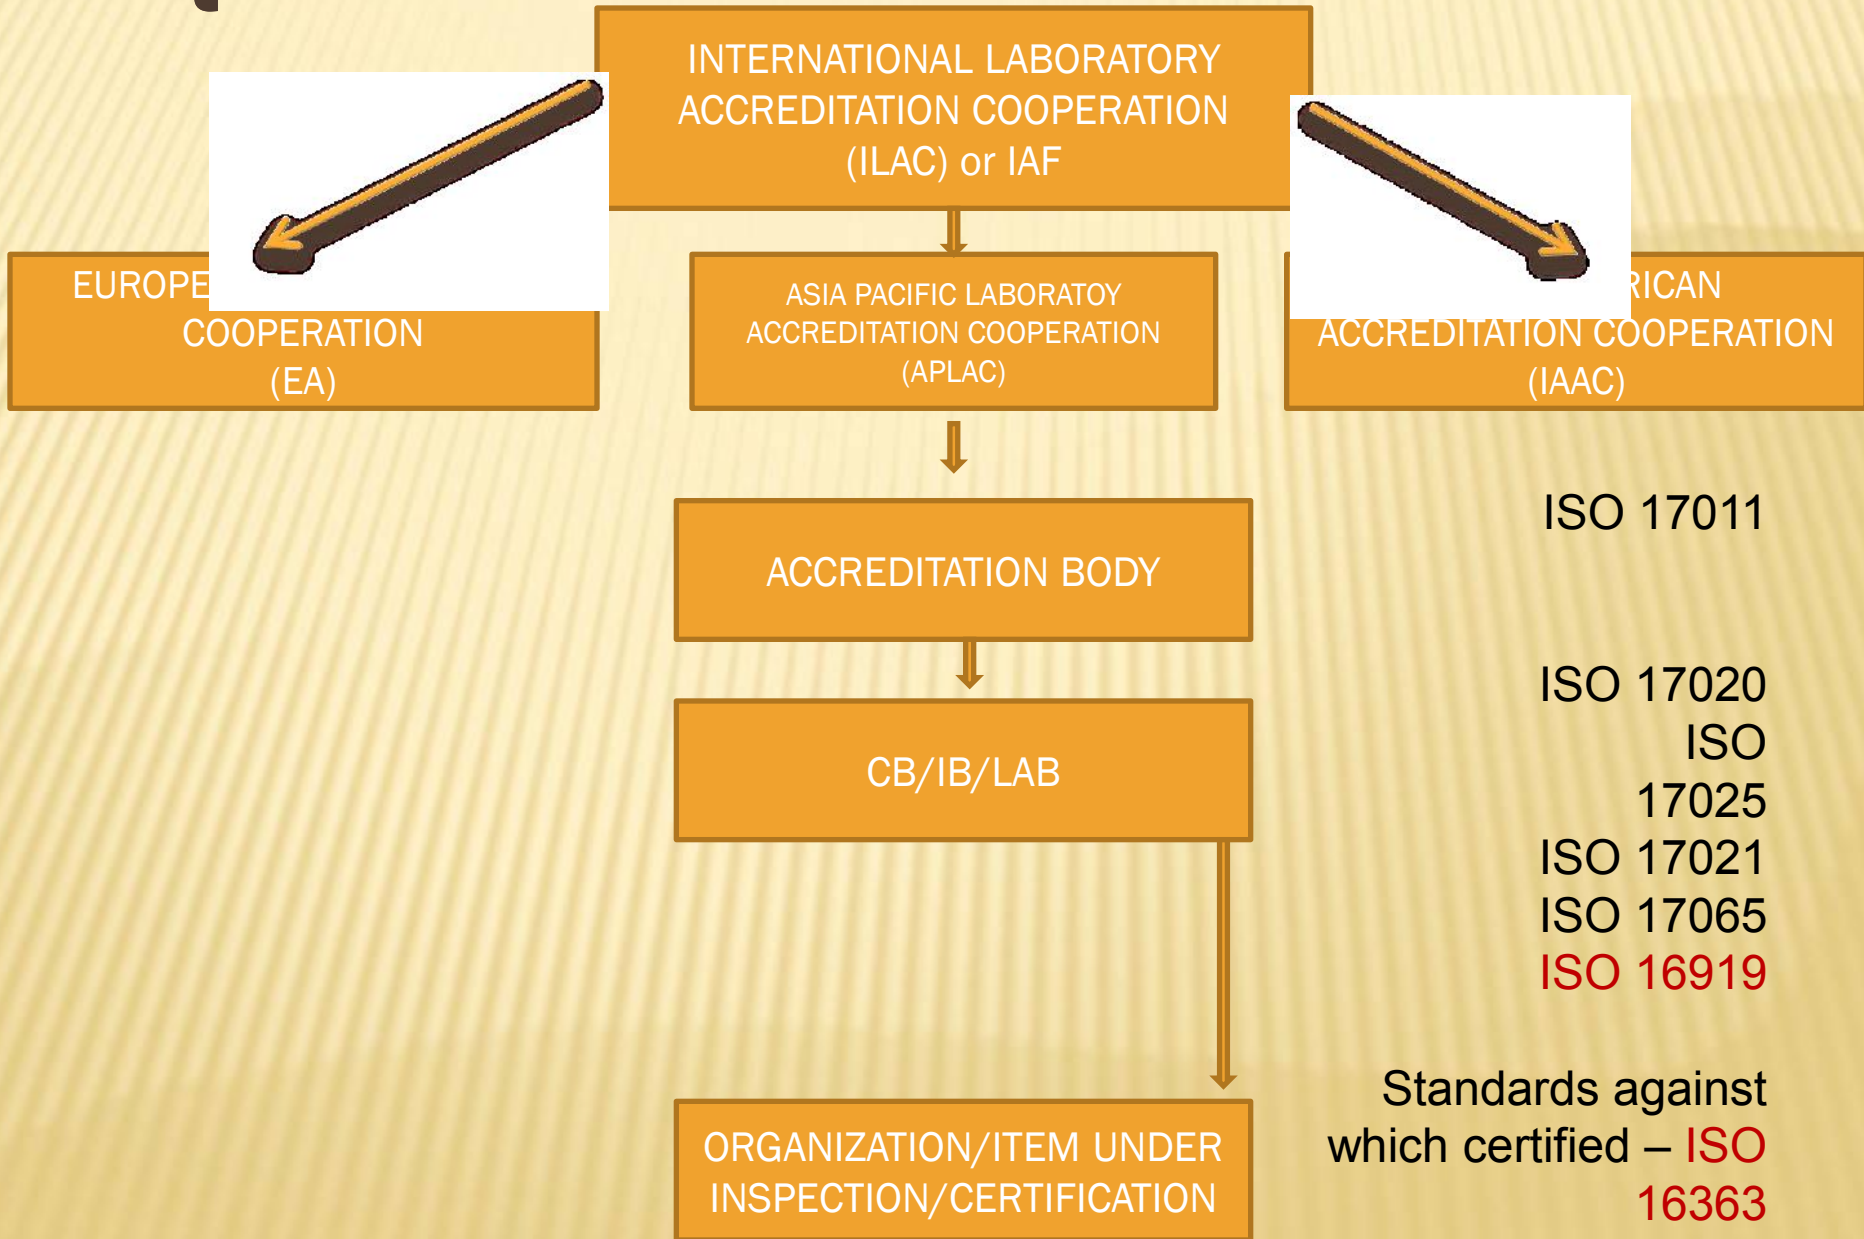 INTERNATIONAL LABORATORY
ACCREDITATION COOPERATION
(ILAC) or IAF
COOPERATION
(EA)
ASIA PACIFIC LABORATOY
ACCREDITATION COOPERATION
(APLAC)
ACCREDITATION COOPERATION
(IAAC)
ISO 17011
ACCREDITATION BODY
ISO 17020
ISO
17025
ISO 17021
ISO 17065
ISO 16919
CB/IB/LAB
Standards against
which certified – ISO
16363
ORGANIZATION/ITEM UNDER
INSPECTION/CERTIFICATION